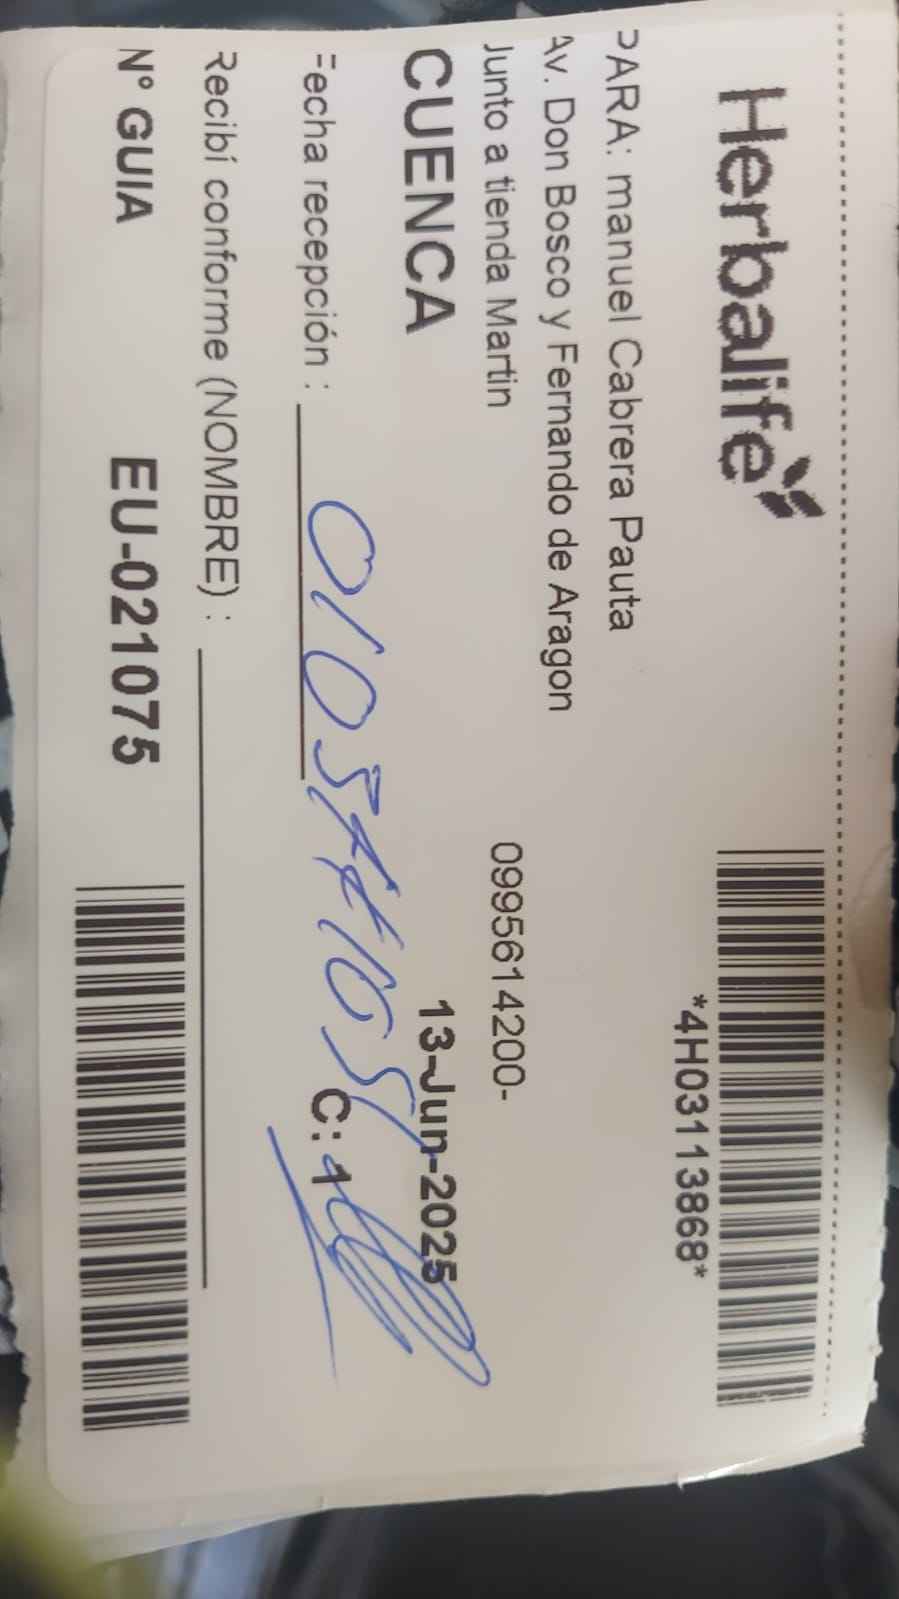 Herbalife
*4H03113868*
PARA: manuel Cabrera Pauta
Av. Don Bosco y Fernando de Aragon
Junto a tienda Martin 0995614200-
CUENCA 13-Jun-2025
Fecha recepción :
C: 1
Recibí conforme (NOMBRE) :
Nº GUIA EU-021075